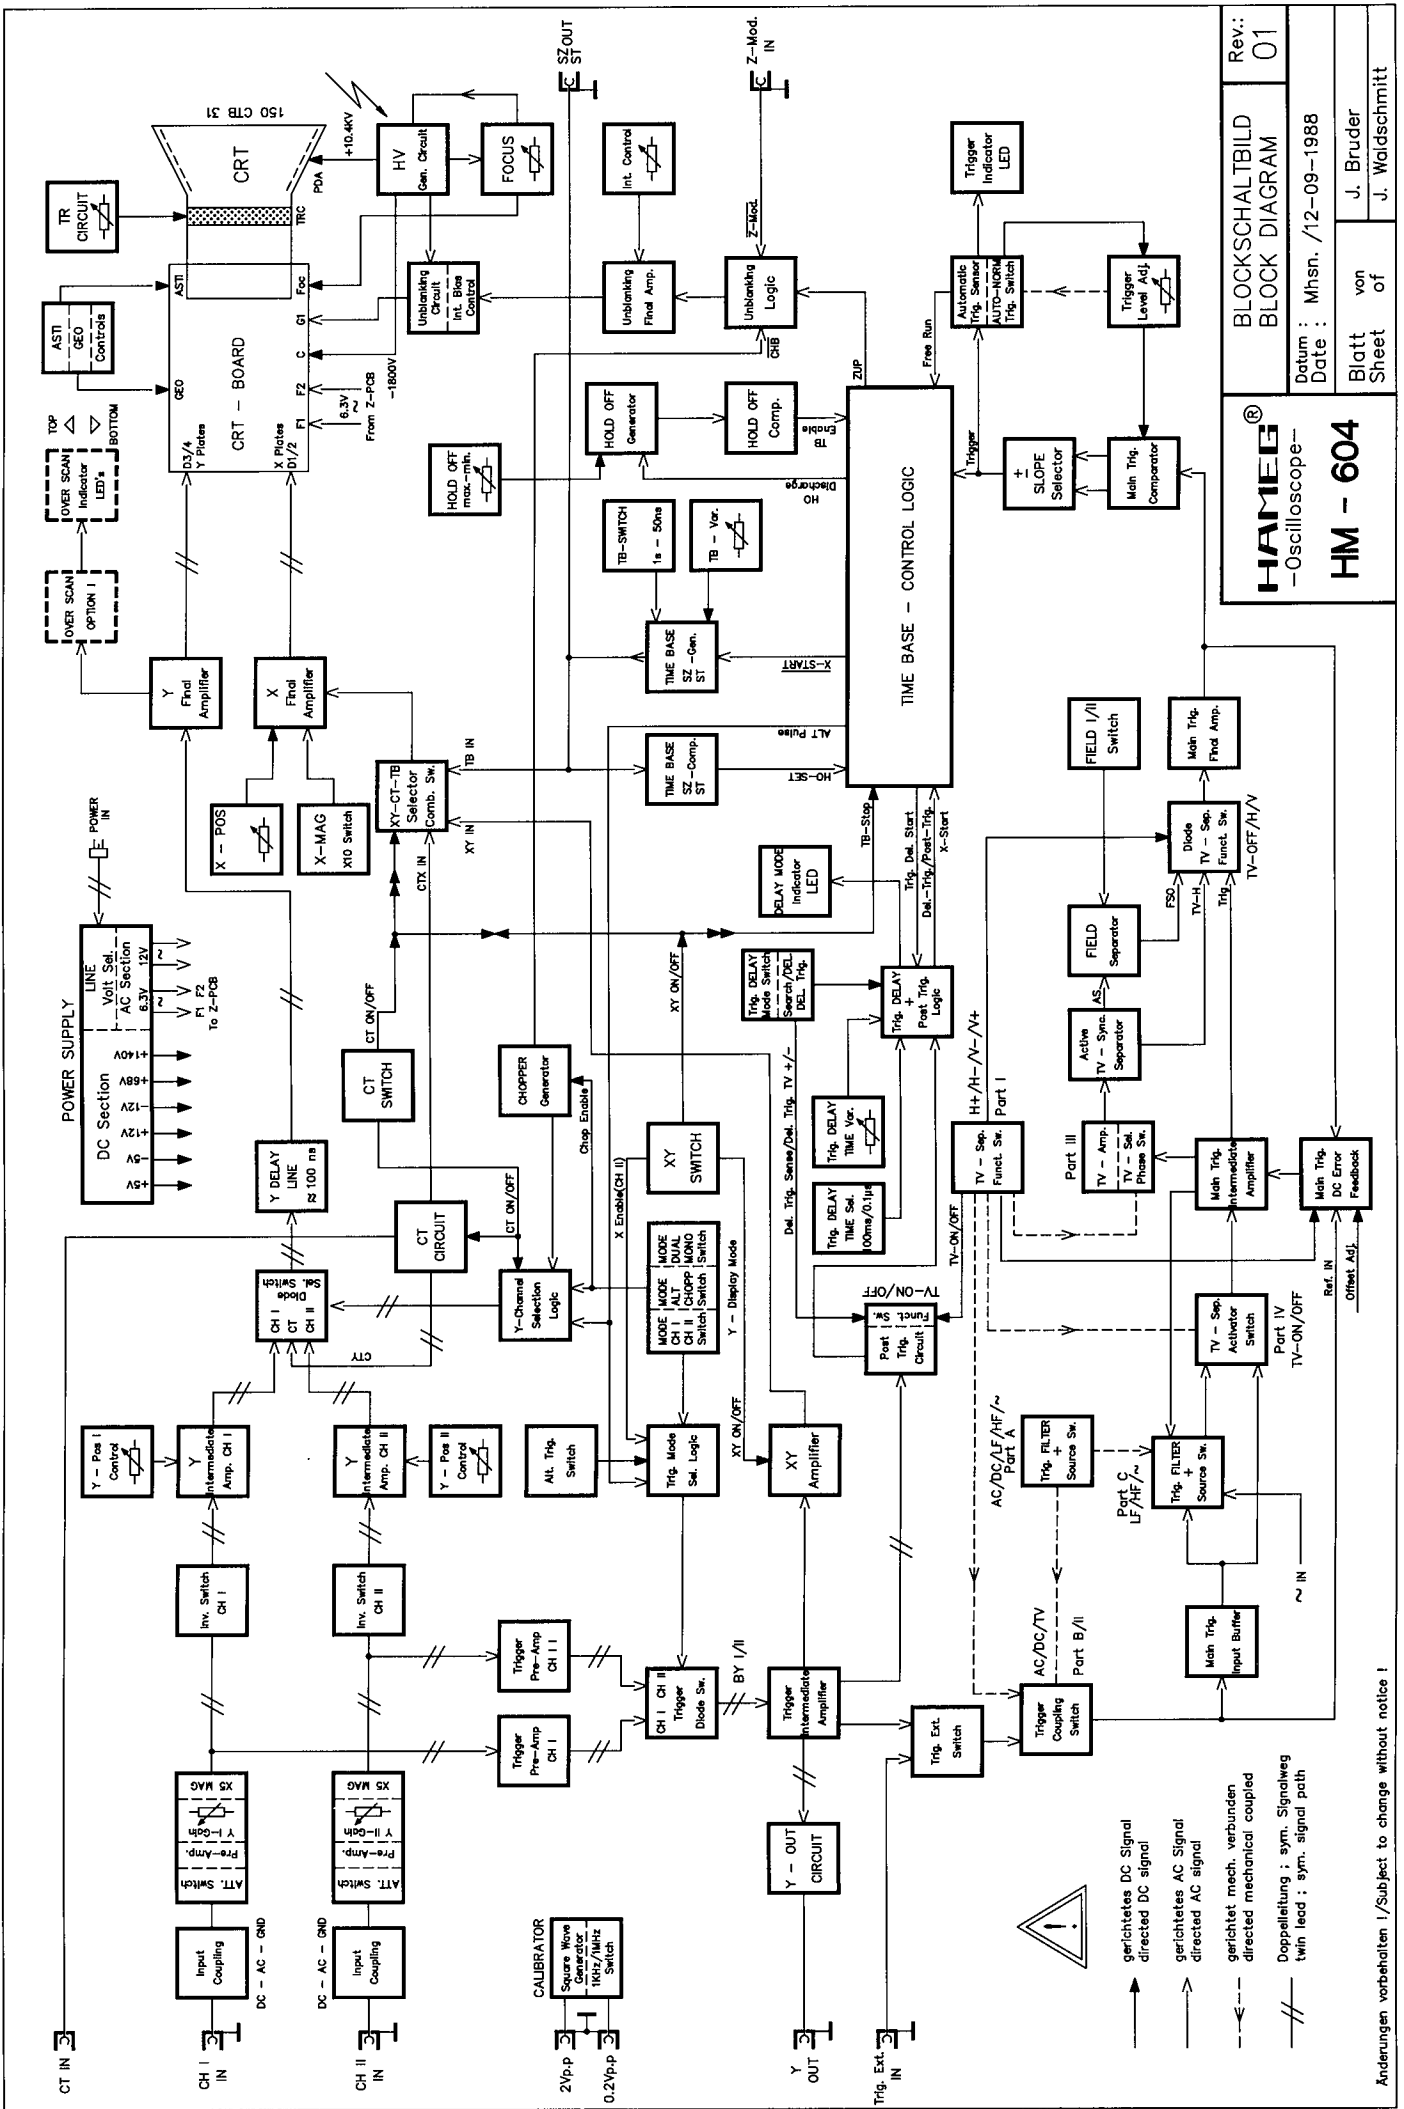 POWER SUPPLY
DC Section
+5V
-5V
+12V
-12V
+68V
+140V
LINE
Volt Sel.
AC Section
6.3V
~
12V
~
F1 F2
To Z-PCB
POWER
IN
CT IN
CH I
IN
DC - AC - GND
Input
Coupling
ATT. Switch
Pre-Amp.
Y I-Gain
X5 MAG
Inv. Switch
CH I
Y - Pos I
Control
Y
Intermediate
Amp. CH I
CH II
IN
DC - AC - GND
Input
Coupling
ATT. Switch
Pre-Amp.
Y II-Gain
X5 MAG
Inv. Switch
CH II
Y
Intermediate
Amp. CH II
Y - Pos II
Control
CH I
CT
CH II
Diode
Sel. Switch
CTY
Y DELAY
LINE
≈ 100 ns
CT
CIRCUIT
CT ON/OFF
CT
SWITCH
CT ON/OFF
Y-Channel
Selection
Logic
CHOPPER
Generator
Chop Enable
X Enable(CH II)
XY
SWITCH
XY ON/OFF
MODE
CH I
CH II
Switch
MODE
ALT
CHOPP
Switch
MODE
DUAL
MONO
Switch
Y - Display Mode
Alt. Trig.
Switch
Trig. Mode
Sel. Logic
XY ON/OFF
XY
Amplifier
Trigger
Pre-Amp
CH I
Trigger
Pre-Amp
CH I I
CH I CH II
Trigger
Diode Sw.
BY I/II
Trigger
Intermediate
Amplifier
CALIBRATOR
Square Wave
Generator
1KHz/1MHz
Switch
2Vp.p
0.2Vp.p
Y - OUT
CIRCUIT
Y
OUT
Trig. Ext.
IN
Trig. Ext.
Switch
Trigger
Coupling
Switch
AC/DC/TV
Part B/II
AC/DC/LF/HF/~
Part A
Trig. FILTER
+
Source Sw.
Part C
LF/HF/~
Trig. FILTER
+
Source Sw.
Main Trig.
Input Buffer
~ IN
TV - Sep.
Activator
Switch
Part IV
TV-ON/OFF
Post
Trig.
Circuit
Funct. Sw.
TV-ON/OFF
TV-ON/OFF
Del. Trig. Sense/Del. Trig. TV +/-
Trig. DELAY
TIME Sel.
100ms/0.1µs
Trig. DELAY
TIME Var.
Trig. DELAY
Mode Switch
Search/DEL.
DEL Trig.
Trig. DELAY
+
Post Trig.
Logic
DELAY MODE
Indicator
LED
TV - Sep.
Funct. Sw.
H+/H-/V-/V+
Part I
Part III
TV - Amp.
TV - Sel.
Phase Sw.
Main Trig.
Intermediate
Amplifier
Main Trig.
DC Error
Feedback
Ref. IN
Offset Adj.
Active
TV - Sync.
Separator
AS
FIELD
Separator
FIELD I/II
Switch
FSO
TV-H
Trig
Diode
TV - Sep.
Funct. Sw.
TV-OFF/H/V
Main Trig.
Final Amp.
X - POS
X-MAG
X10 Switch
XY-CT-TB
Selector
Comb. Sw.
CTX IN
XY IN
TB IN
Y
Final
Amplifier
X
Final
Amplifier
OVER SCAN
OPTION I
OVER SCAN
Indicator
LED's
TOP
BOTTOM
D3/4
Y Plates
X Plates
D1/2
CRT - BOARD
GEO
ASTI
F1
F2
C
G1
Foc
6.3V
~
From Z-PCB
-1800V
ASTI
GEO
Controls
TR
CIRCUIT
TRC
CRT
PDA
150 CTB 31
+10.4KV
HV
Gen. Circuit
FOCUS
Unblanking
Circuit
Int. Bias
Control
Unblanking
Final Amp.
Int. Control
Unblanking
Logic
Z-Mod.
CHB
ZUP
SZ OUT
ST
Z-Mod.
IN
HOLD OFF
max.-min.
HOLD OFF
Generator
HOLD OFF
Comp.
TB
Enable
HO
Discharge
TB-SWITCH
1s - 50ns
TB - Var.
TIME BASE
SZ -Gen.
ST
X-START
ALT Pulse
TIME BASE
SZ -Comp.
ST
HO-SET
TB-Stop
Trig. Del. Start
Del.-Trig./Post-Trig.
X-Start
TIME BASE - CONTROL LOGIC
Free Run
Trigger
Automatic
Trig. Sensor
AUTO-NORM
Trig. Switch
Trigger
Indicator
LED
Trigger
Level Adj.
±
SLOPE
Selector
Main Trig.
Comparator
gerichtetes DC Signal
directed DC signal
gerichtetes AC Signal
directed AC signal
gerichtet mech. verbunden
directed mechanical coupled
Doppelleitung ; sym. Signalweg
twin lead ; sym. signal path
Änderungen vorbehalten !/Subject to change without notice !
HAMEG®
-Oscilloscope-
HM - 604
BLOCKSCHALTBILD
BLOCK DIAGRAM
Rev.:
01
Datum :
Date : Mhsn. /12-09-1988
Blatt von
Sheet of
J. Bruder
J. Waldschmitt